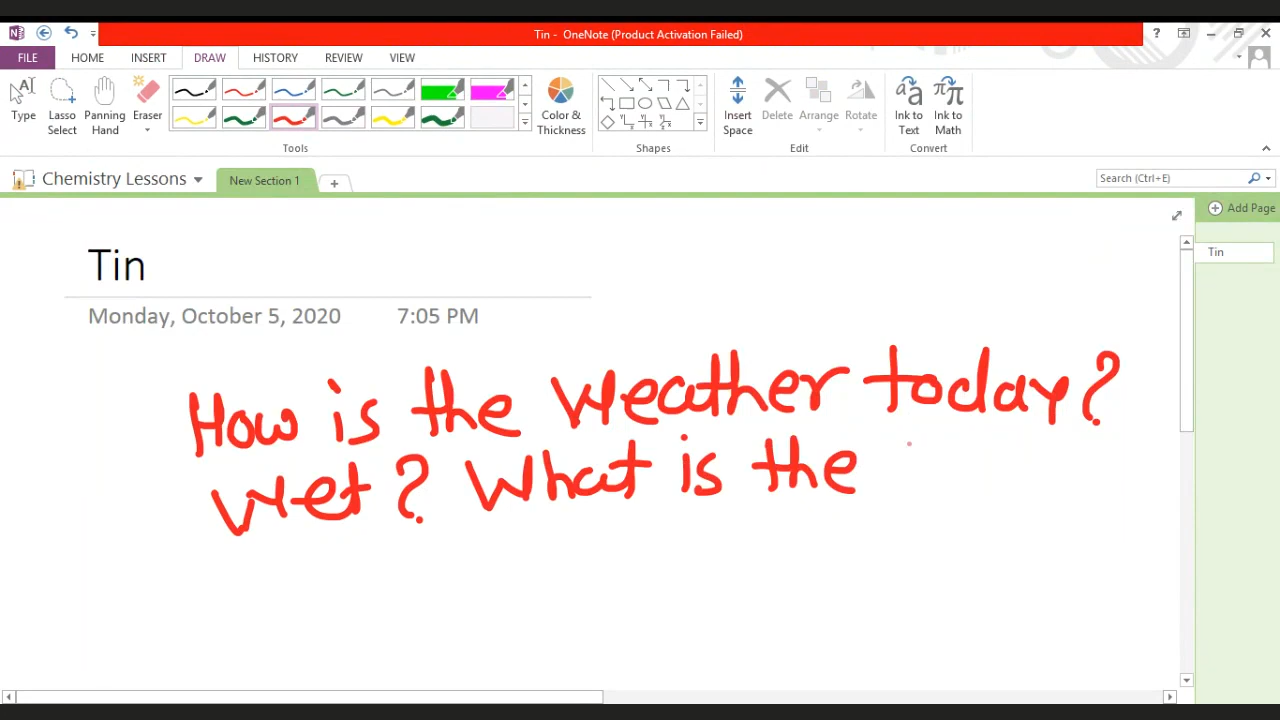 Tin - OneNote (Product Activation Failed)
?
FILE HOME INSERT DRAW HISTORY REVIEW VIEW
Type
Lasso Select
Panning Hand
Eraser
Color & Thickness
Insert Space
Delete
Arrange
Rotate
Ink to Text
Ink to Math
Tools
Shapes
Edit
Convert
Chemistry Lessons
New Section 1
Search (Ctrl+E)
Add Page
Tin
Tin
Monday, October 5, 2020 7:05 PM
How is the weather today?
wet? What is the